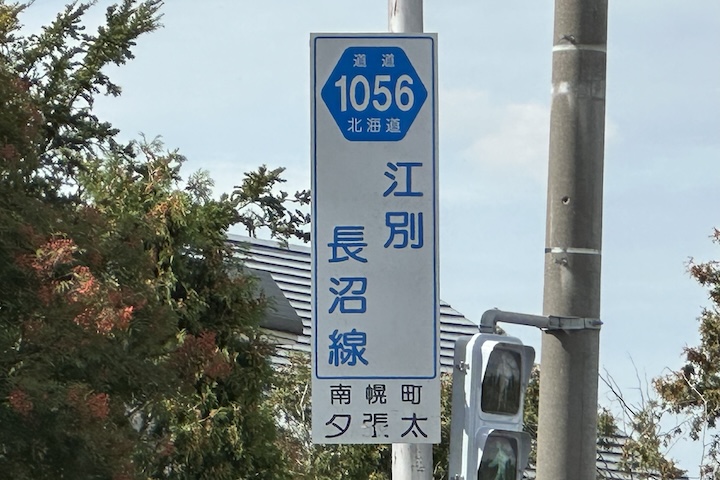 道道
1056
北海道
江別
長沼線
南幌町
夕張太